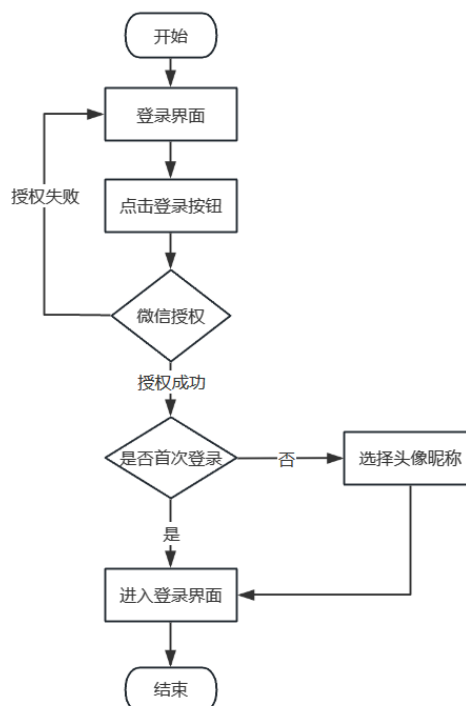 开始
登录界面
授权失败
点击登录按钮
微信授权
授权成功
是否首次登录
否
选择头像昵称
是
进入登录界面
结束